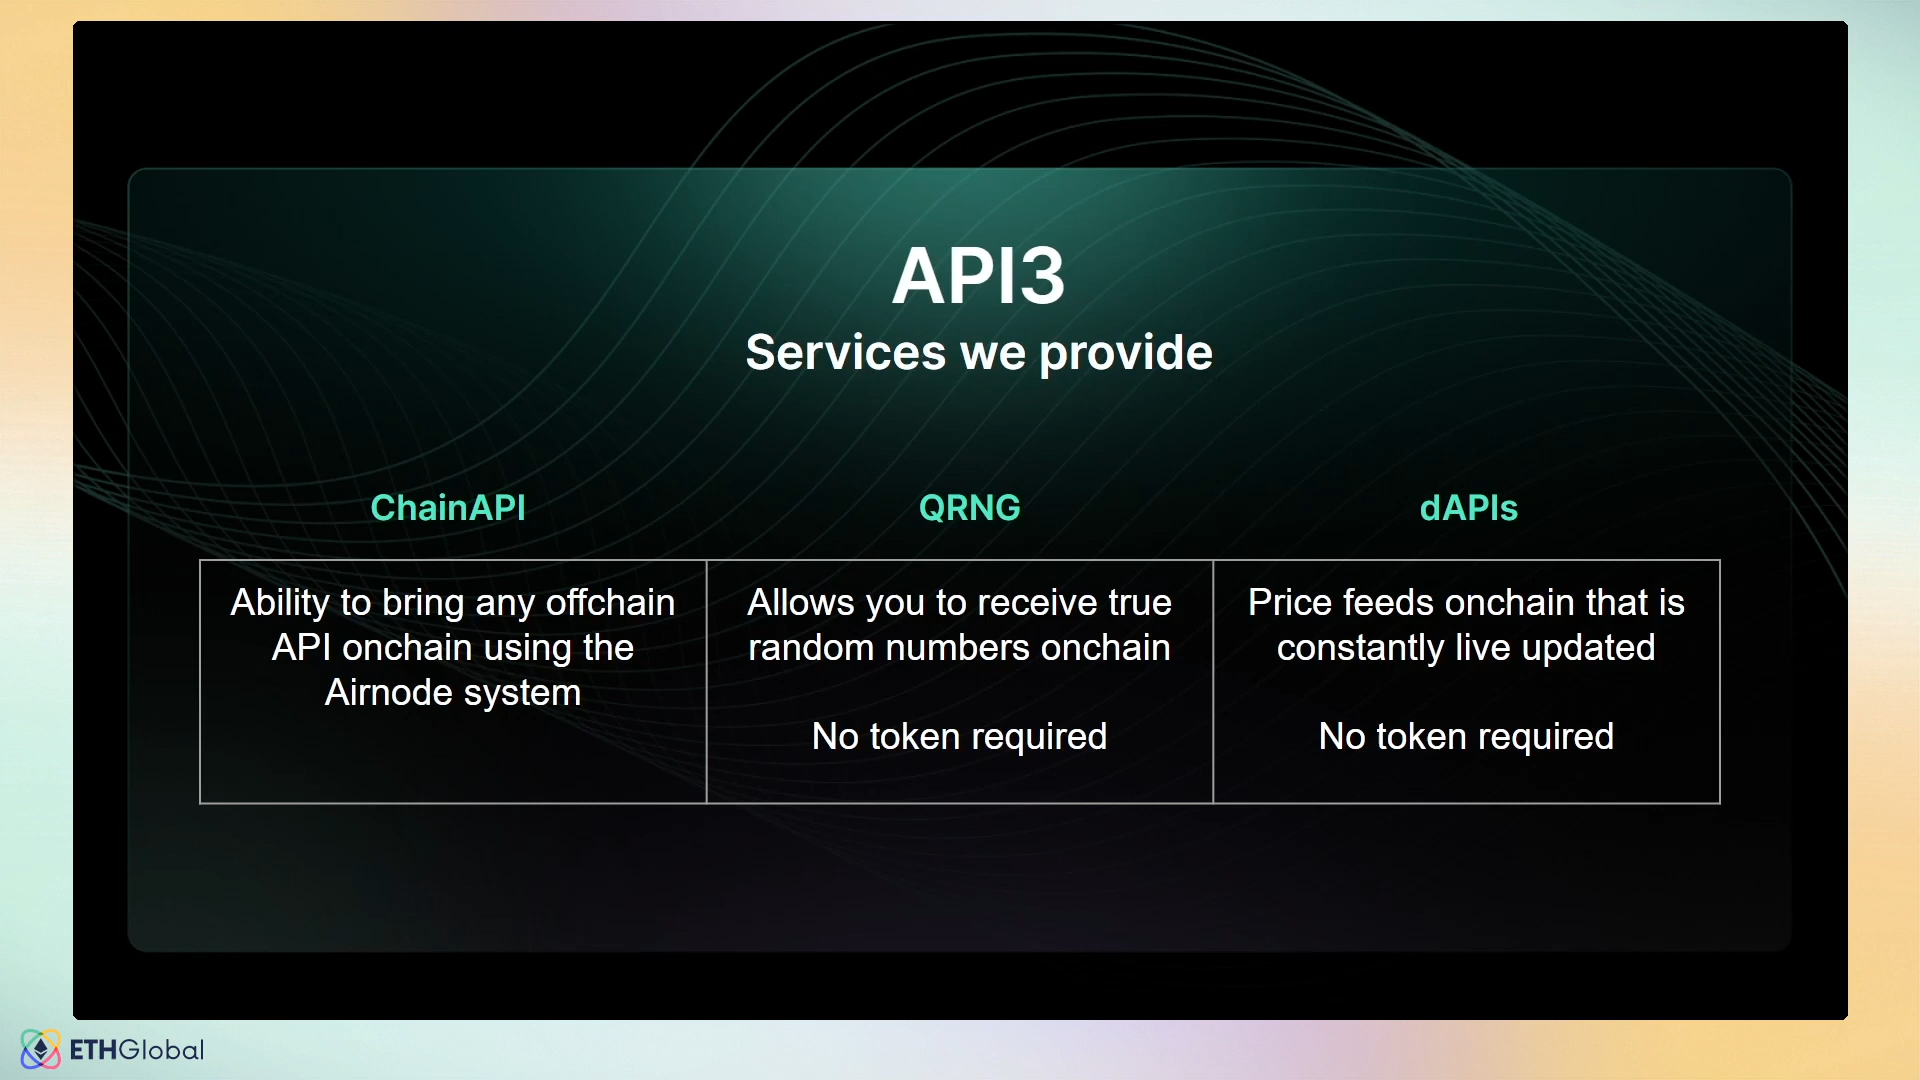 API3
Services we provide
ChainAPI
QRNG
dAPIs
Ability to bring any offchain
API onchain using the
Airnode system
Allows you to receive true
random numbers onchain
No token required
Price feeds onchain that is
constantly live updated
No token required
ETHGlobal